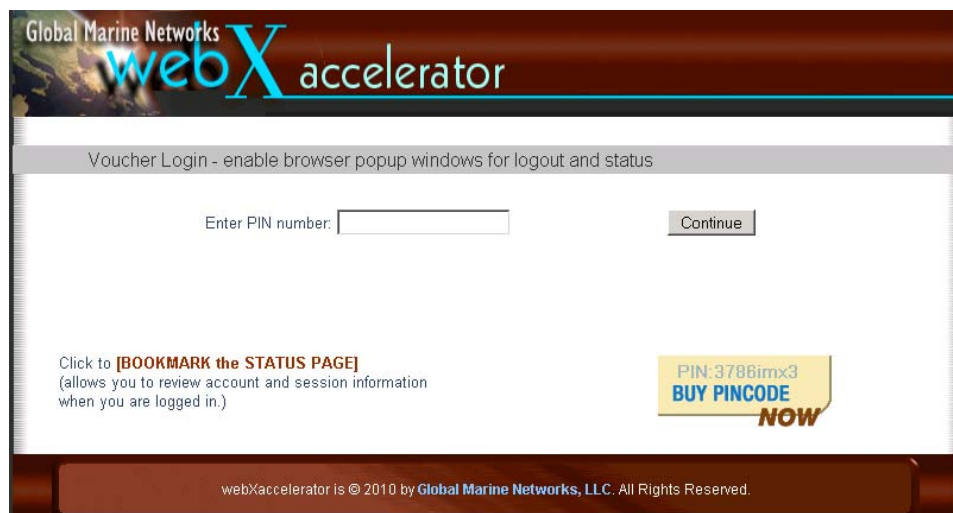 Global Marine Networks
webX accelerator
Voucher Login - enable browser popup windows for logout and status
Enter PIN number:
Continue
Click to [BOOKMARK the STATUS PAGE]
(allows you to review account and session information
when you are logged in.)
PIN:3786imx3
BUY PINCODE
NOW
webXaccelerator is © 2010 by Global Marine Networks, LLC. All Rights Reserved.